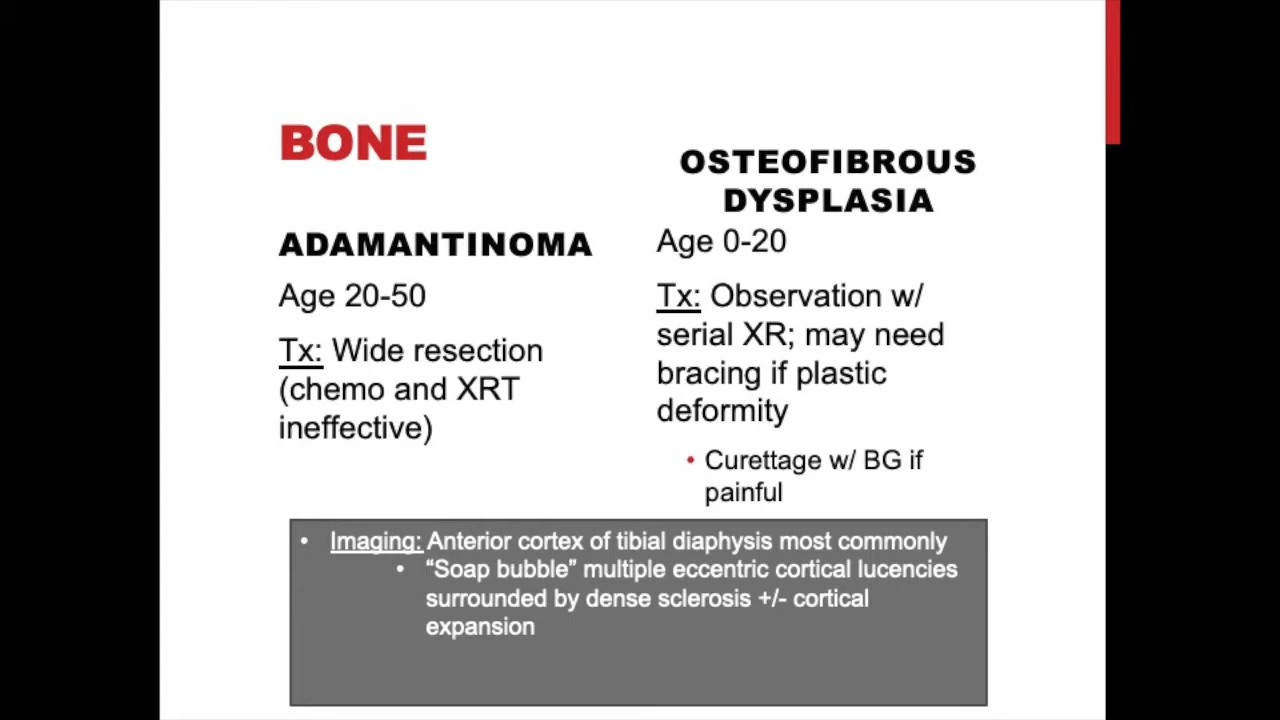 BONE
ADAMANTINOMA
Age 20-50
Tx: Wide resection
(chemo and XRT
ineffective)
OSTEOFIBROUS
DYSPLASIA
Age 0-20
Tx: Observation w/
serial XR; may need
bracing if plastic
deformity
• Curettage w/ BG if
painful
• Imaging: Anterior cortex of tibial diaphysis most commonly
• “Soap bubble” multiple eccentric cortical lucencies
surrounded by dense sclerosis +/- cortical
expansion